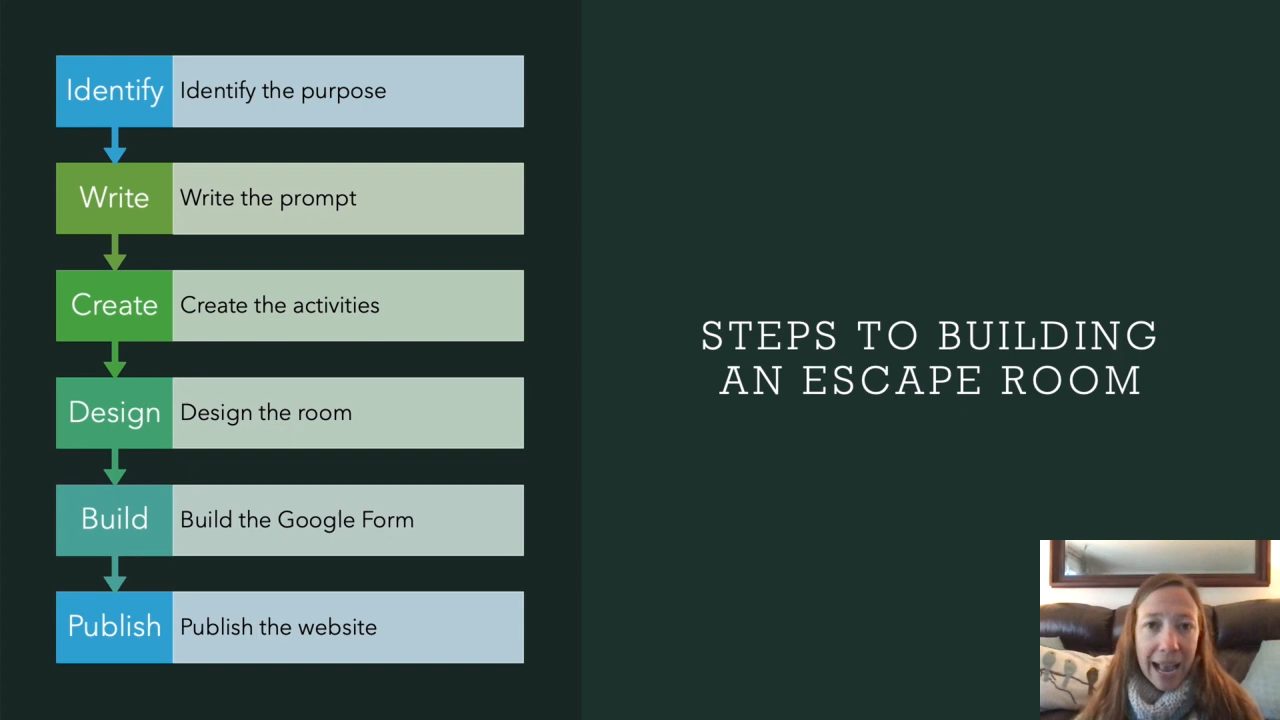 Identify
Identify the purpose
Write
Write the prompt
Create
Create the activities
Design
Design the room
Build
Build the Google Form
Publish
Publish the website
STEPS TO BUILDING
AN ESCAPE ROOM